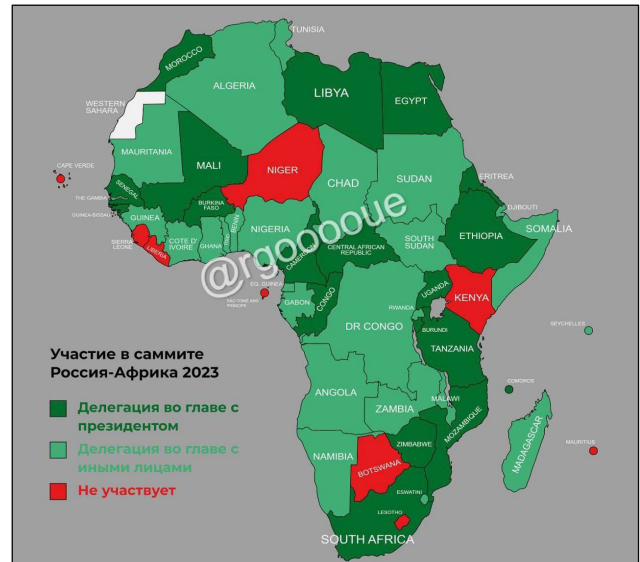 TUNISIA
MOROCCO
ALGERIA
LIBYA
EGYPT
WESTERN
SAHARA
MAURITANIA
MALI
NIGER
CHAD
SUDAN
ERITREA
CAPE VERDE
SENEGAL
THE GAMBIA
GUINEA-BISSAU
GUINEA
BURKINA
FASO
BENIN
TOGO
GHANA
COTE D'
IVOIRE
SIERRA
LEONE
LIBERIA
NIGERIA
CAMEROON
CENTRAL AFRICAN
REPUBLIC
SOUTH
SUDAN
ETHIOPIA
DJIBOUTI
SOMALIA
@rgooooue
EQ. GUINEA
SAO TOME AND
PRINCIPE
GABON
CONGO
DR CONGO
UGANDA
KENYA
RWANDA
BURUNDI
TANZANIA
SEYCHELLES
COMOROS
ANGOLA
ZAMBIA
MALAWI
MOZAMBIQUE
MADAGASCAR
MAURITIUS
NAMIBIA
ZIMBABWE
BOTSWANA
ESWATINI
LESOTHO
SOUTH AFRICA
Участие в саммите
Россия-Африка 2023
Делегация во главе с
президентом
Делегация во главе с
иными лицами
Не участвует